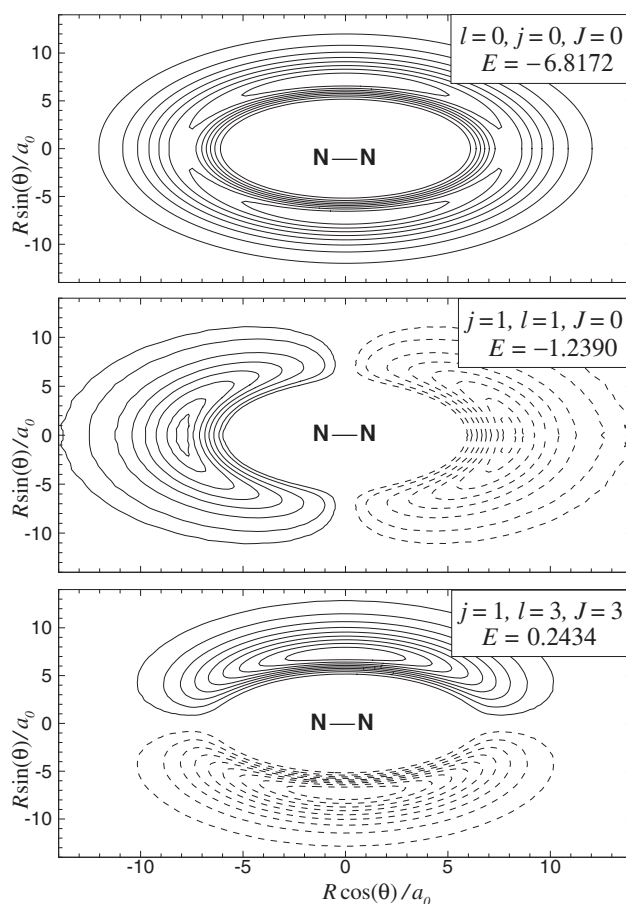 l=0, j=0, J=0
E = −6.8172
R sin(θ)/a₀
10
5
0
-5
-10
N—N
j=1, l=1, J=0
E = −1.2390
R sin(θ)/a₀
10
5
0
-5
-10
N—N
j=1, l=3, J=3
E = 0.2434
R sin(θ)/a₀
10
5
0
-5
-10
N—N
-10 -5 0 5 10
R cos(θ)/a₀